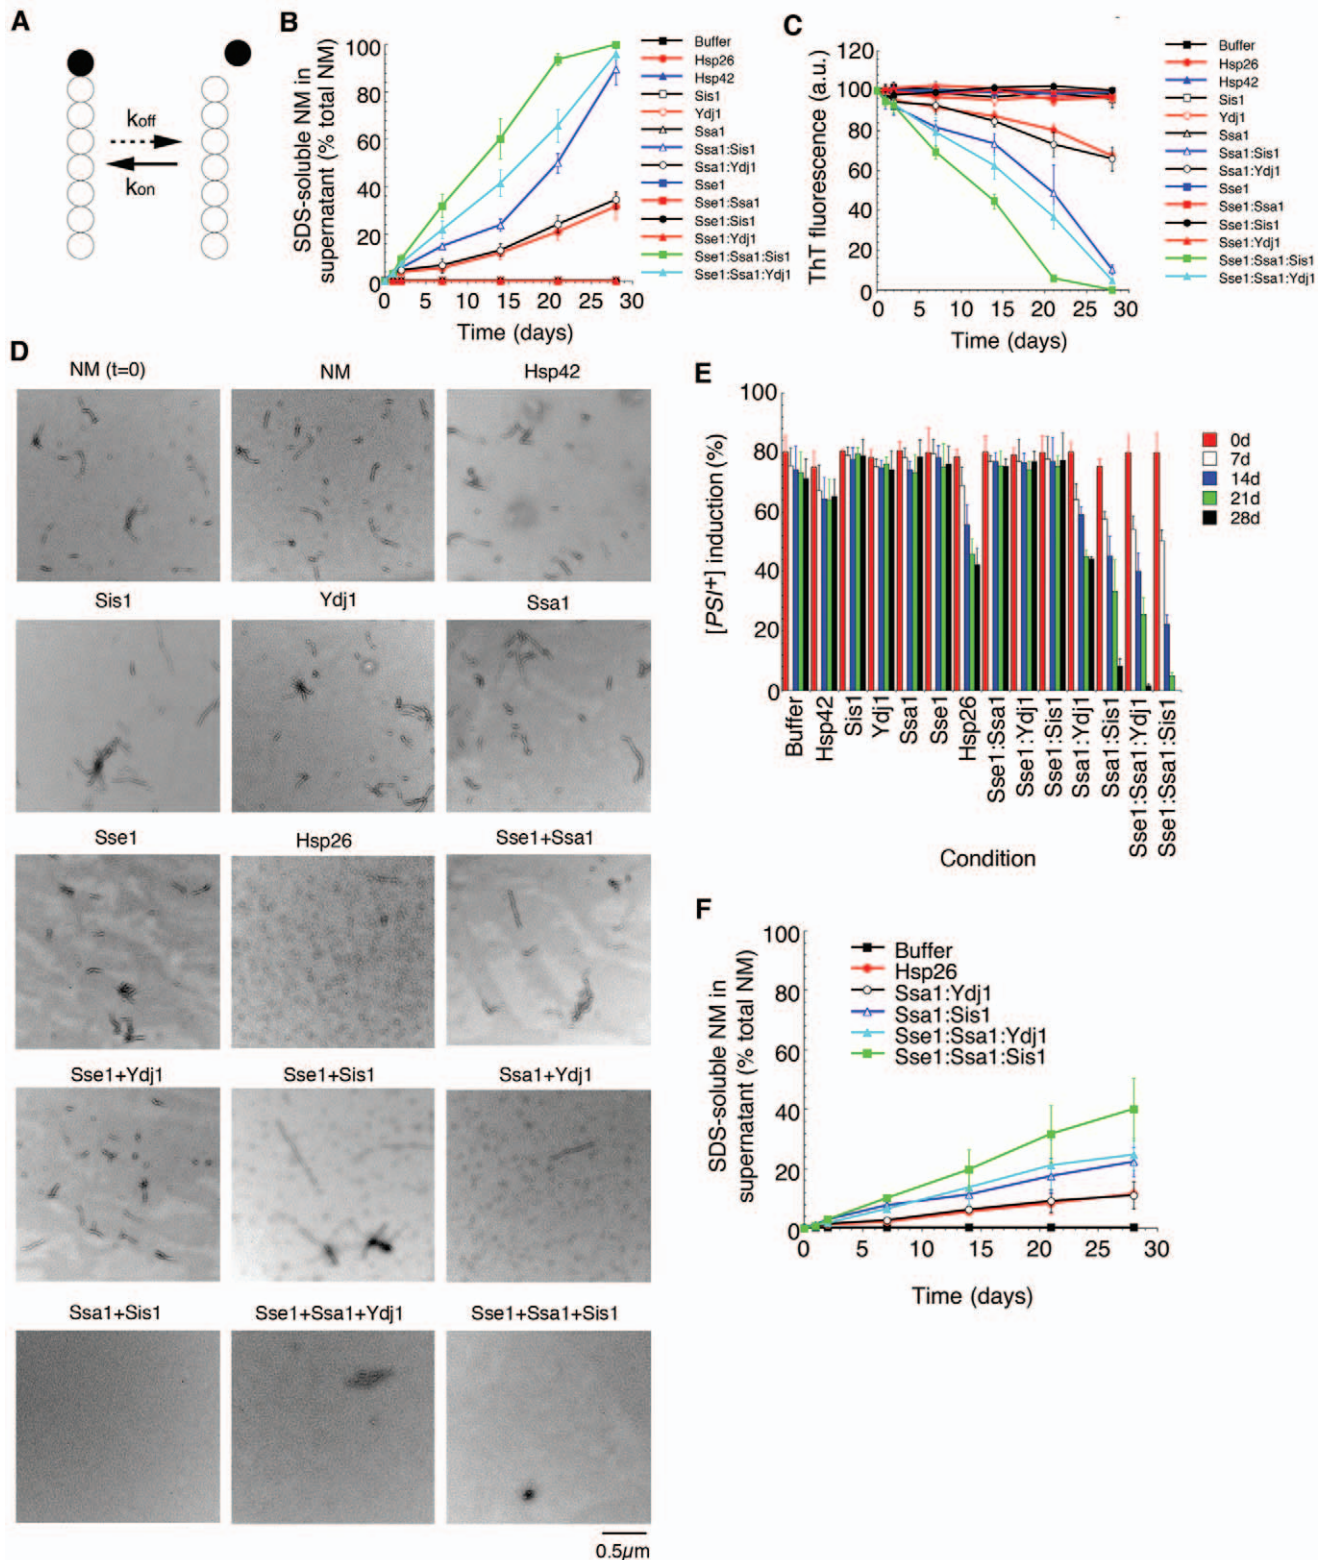 A
koff
kon
B
SDS-soluble NM in
supernatant (% total NM)
100
80
60
40
20
0
0 5 10 15 20 25 30
Time (days)
Buffer
Hsp26
Hsp42
Sis1
Ydj1
Ssa1
Ssa1:Sis1
Ssa1:Ydj1
Sse1
Sse1:Ssa1
Sse1:Sis1
Sse1:Ydj1
Sse1:Ssa1:Sis1
Sse1:Ssa1:Ydj1
C
ThT fluorescence (a.u.)
120
100
80
60
40
20
0
0 5 10 15 20 25 30
Time (days)
Buffer
Hsp26
Hsp42
Sis1
Ydj1
Ssa1
Ssa1:Sis1
Ssa1:Ydj1
Sse1
Sse1:Ssa1
Sse1:Sis1
Sse1:Ydj1
Sse1:Ssa1:Sis1
Sse1:Ssa1:Ydj1
D
NM (t=0) NM Hsp42
Sis1 Ydj1 Ssa1
Sse1 Hsp26 Sse1+Ssa1
Sse1+Ydj1 Sse1+Sis1 Ssa1+Ydj1
Ssa1+Sis1 Sse1+Ssa1+Ydj1 Sse1+Ssa1+Sis1
0.5µm
E
[PSI+] induction (%)
100
80
60
40
20
0
0d
7d
14d
21d
28d
Buffer
Hsp42
Sis1
Ydj1
Ssa1
Sse1
Hsp26
Sse1:Ssa1
Sse1:Ydj1
Sse1:Sis1
Ssa1:Ydj1
Ssa1:Sis1
Sse1:Ssa1:Ydj1
Sse1:Ssa1:Sis1
Condition
F
SDS-soluble NM in
supernatant (% total NM)
100
80
60
40
20
0
0 5 10 15 20 25 30
Time (days)
Buffer
Hsp26
Ssa1:Ydj1
Ssa1:Sis1
Sse1:Ssa1:Ydj1
Sse1:Ssa1:Sis1